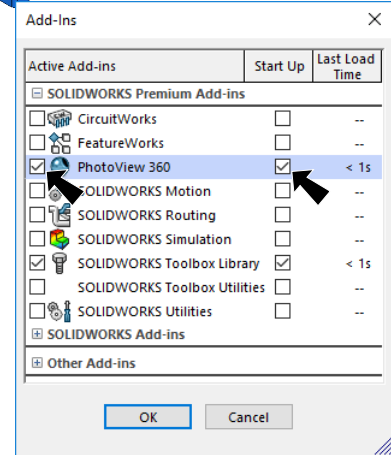 Add-Ins
Active Add-ins Start Up Last Load Time
SOLIDWORKS Premium Add-ins
CircuitWorks --
FeatureWorks --
PhotoView 360 < 1s
SOLIDWORKS Motion --
SOLIDWORKS Routing --
SOLIDWORKS Simulation --
SOLIDWORKS Toolbox Library < 1s
SOLIDWORKS Toolbox Utilities --
SOLIDWORKS Utilities --
SOLIDWORKS Add-ins
Other Add-ins
OK Cancel